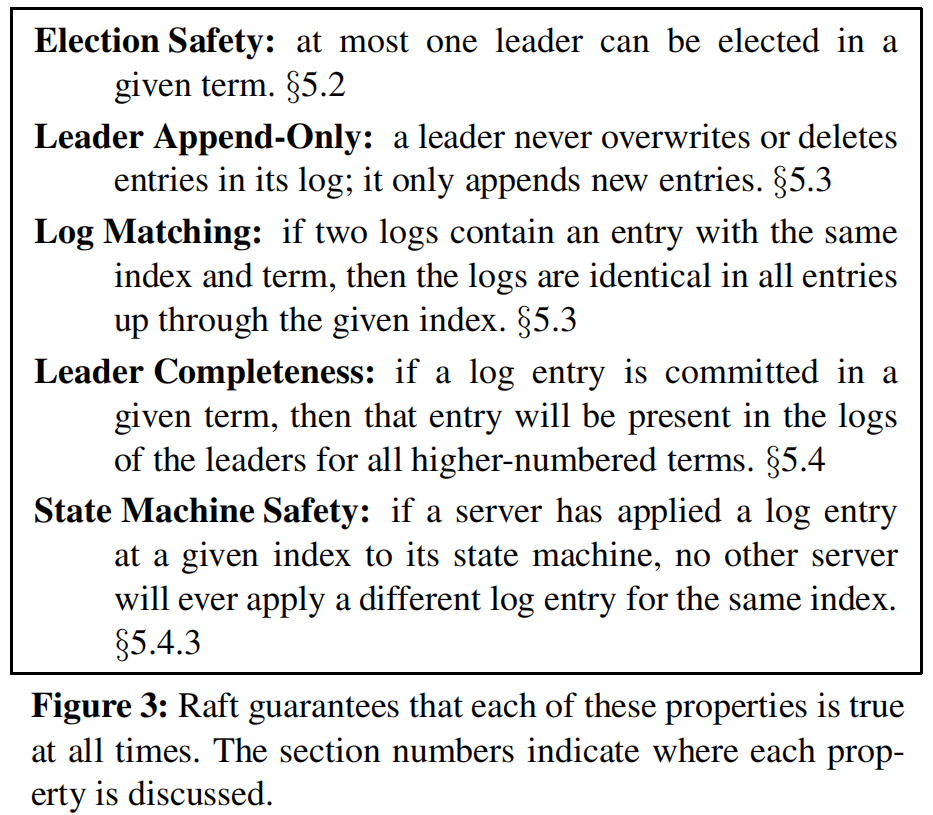 Election Safety: at most one leader can be elected in a
given term. §5.2
Leader Append-Only: a leader never overwrites or deletes
entries in its log; it only appends new entries. §5.3
Log Matching: if two logs contain an entry with the same
index and term, then the logs are identical in all entries
up through the given index. §5.3
Leader Completeness: if a log entry is committed in a
given term, then that entry will be present in the logs
of the leaders for all higher-numbered terms. §5.4
State Machine Safety: if a server has applied a log entry
at a given index to its state machine, no other server
will ever apply a different log entry for the same index.
§5.4.3
Figure 3: Raft guarantees that each of these properties is true
at all times. The section numbers indicate where each prop-
erty is discussed.